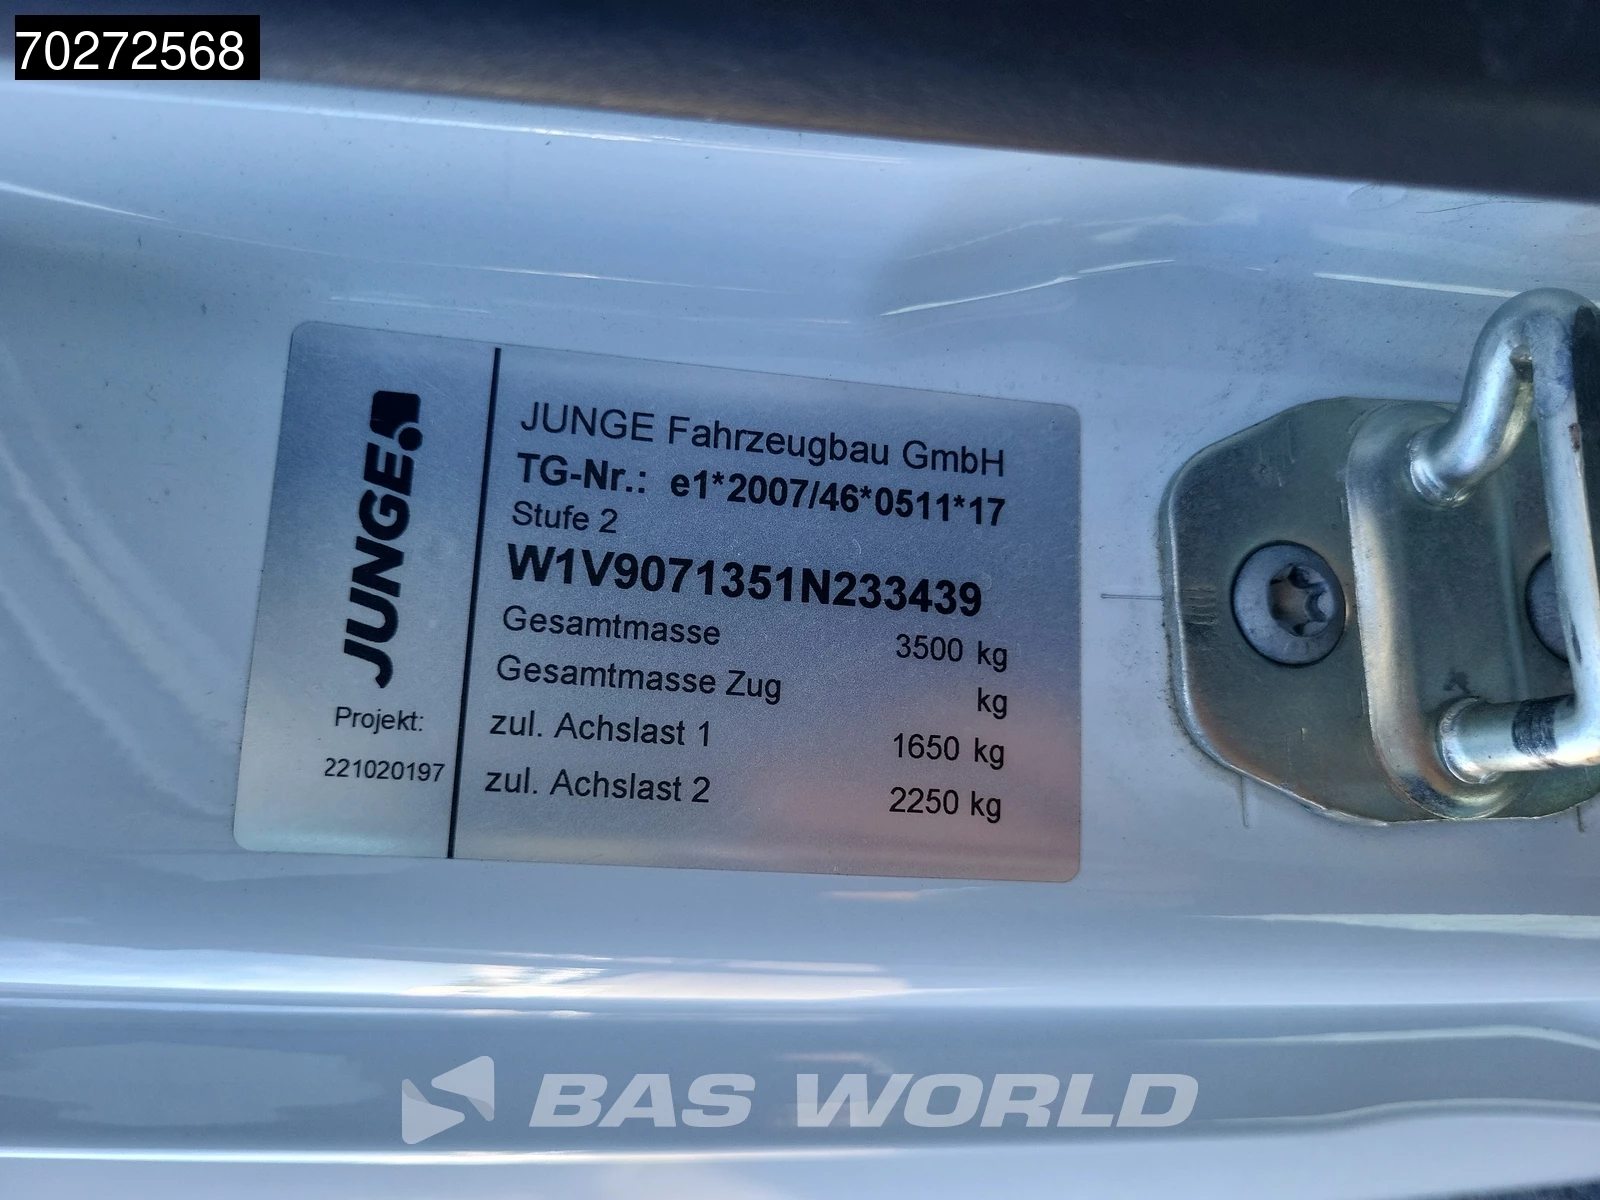 70272568
JUNGE
Projekt:
221020197
JUNGE Fahrzeugbau GmbH
TG-Nr.: e1*2007/46*0511*17
Stufe 2
W1V9071351N233439
Gesamtmasse 3500 kg
Gesamtmasse Zug kg
zul. Achslast 1 1650 kg
zul. Achslast 2 2250 kg
BAS WORLD